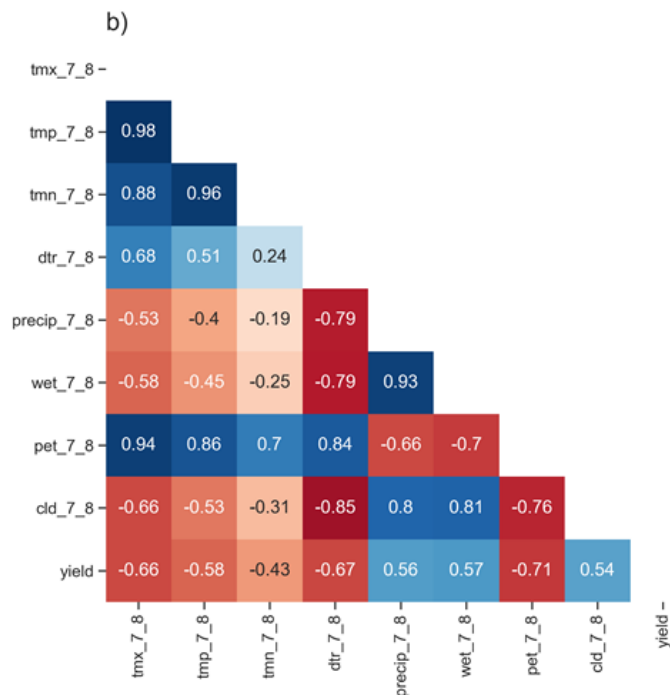 b)
tmx_7_8
tmp_7_8 0.98
tmn_7_8 0.88 0.96
dtr_7_8 0.68 0.51 0.24
precip_7_8 -0.53 -0.4 -0.19 -0.79
wet_7_8 -0.58 -0.45 -0.25 -0.79 0.93
pet_7_8 0.94 0.86 0.7 0.84 -0.66 -0.7
cld_7_8 -0.66 -0.53 -0.31 -0.85 0.8 0.81 -0.76
yield -0.66 -0.58 -0.43 -0.67 0.56 0.57 -0.71 0.54
tmx_7_8 tmp_7_8 tmn_7_8 dtr_7_8 precip_7_8 wet_7_8 pet_7_8 cld_7_8 yield